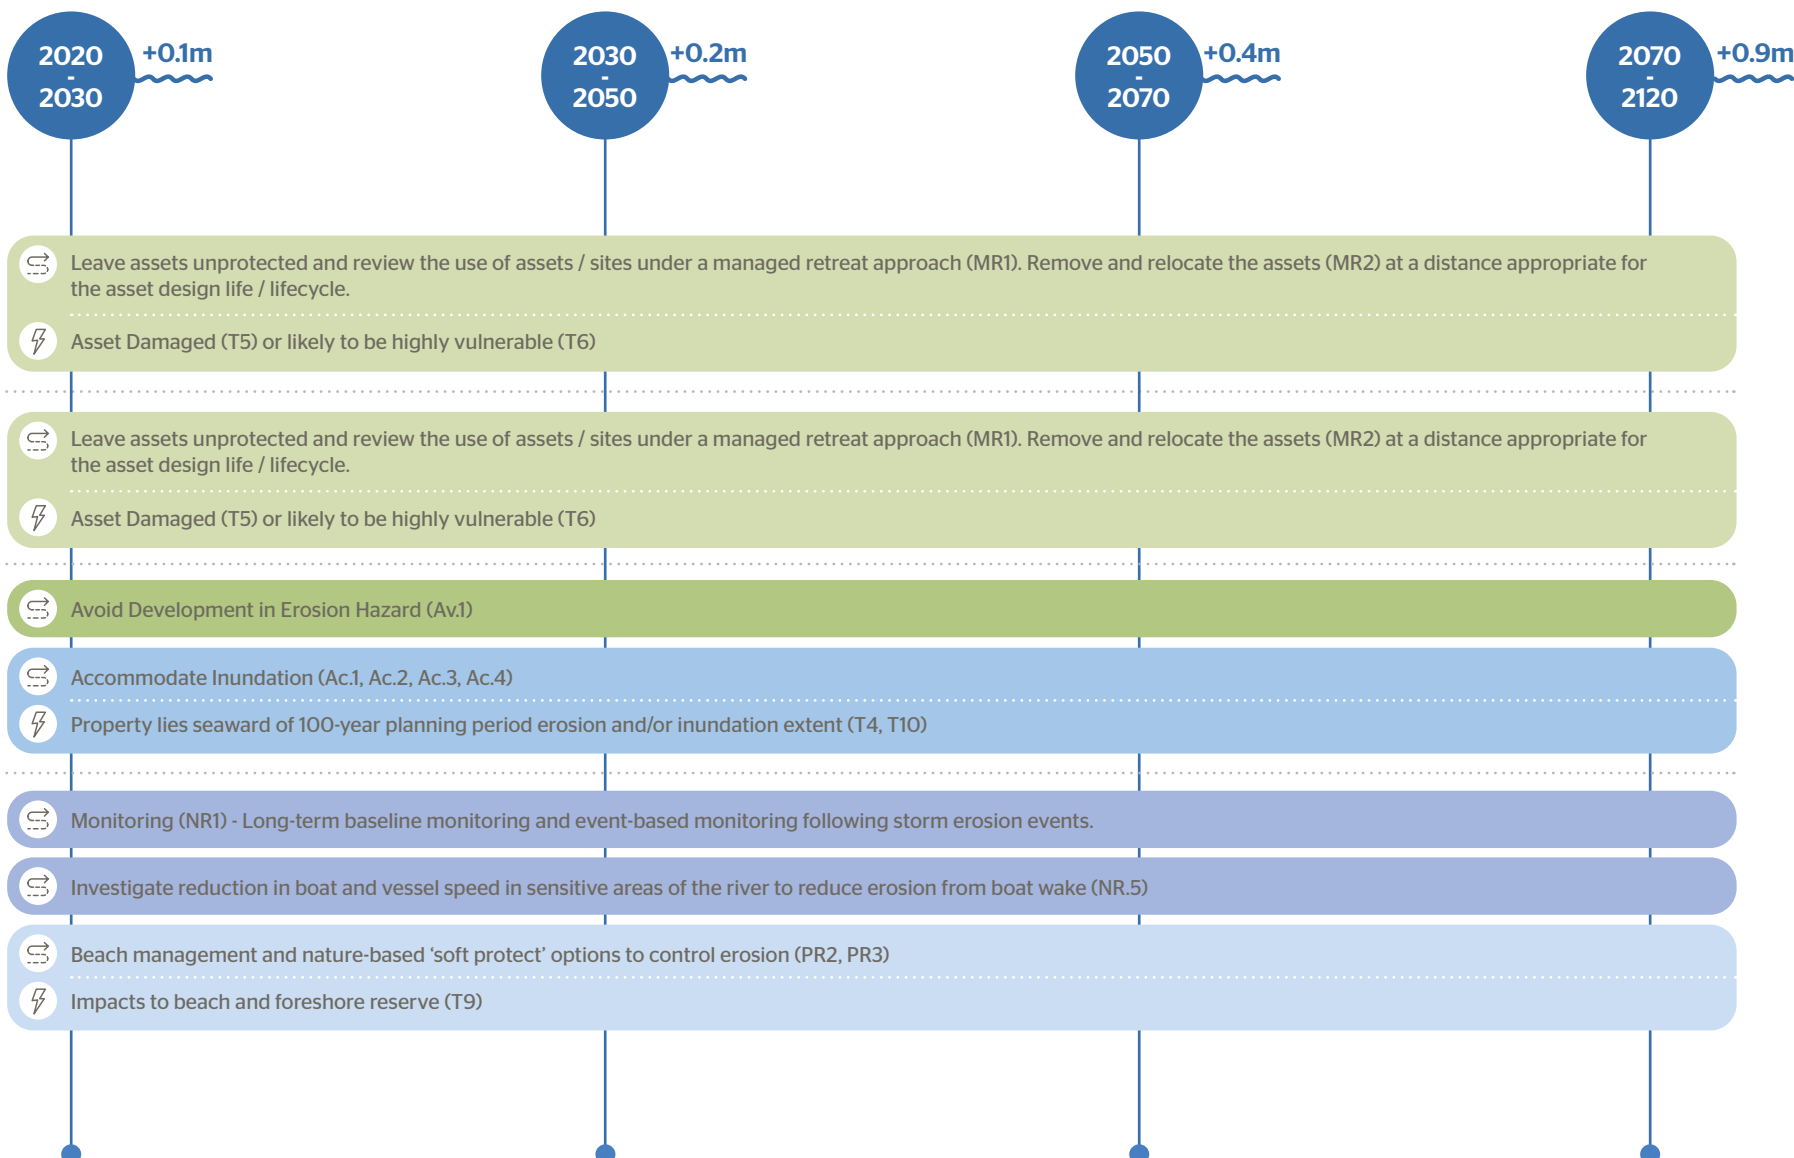 2020
-
2030
+0.1m
2030
-
2050
+0.2m
2050
-
2070
+0.4m
2070
-
2120
+0.9m
Leave assets unprotected and review the use of assets / sites under a managed retreat approach (MR1). Remove and relocate the assets (MR2) at a distance appropriate for
the asset design life / lifecycle.
Asset Damaged (T5) or likely to be highly vulnerable (T6)
Leave assets unprotected and review the use of assets / sites under a managed retreat approach (MR1). Remove and relocate the assets (MR2) at a distance appropriate for
the asset design life / lifecycle.
Asset Damaged (T5) or likely to be highly vulnerable (T6)
Avoid Development in Erosion Hazard (Av.1)
Accommodate Inundation (Ac.1, Ac.2, Ac.3, Ac.4)
Property lies seaward of 100-year planning period erosion and/or inundation extent (T4, T10)
Monitoring (NR1) - Long-term baseline monitoring and event-based monitoring following storm erosion events.
Investigate reduction in boat and vessel speed in sensitive areas of the river to reduce erosion from boat wake (NR.5)
Beach management and nature-based ‘soft protect’ options to control erosion (PR2, PR3)
Impacts to beach and foreshore reserve (T9)